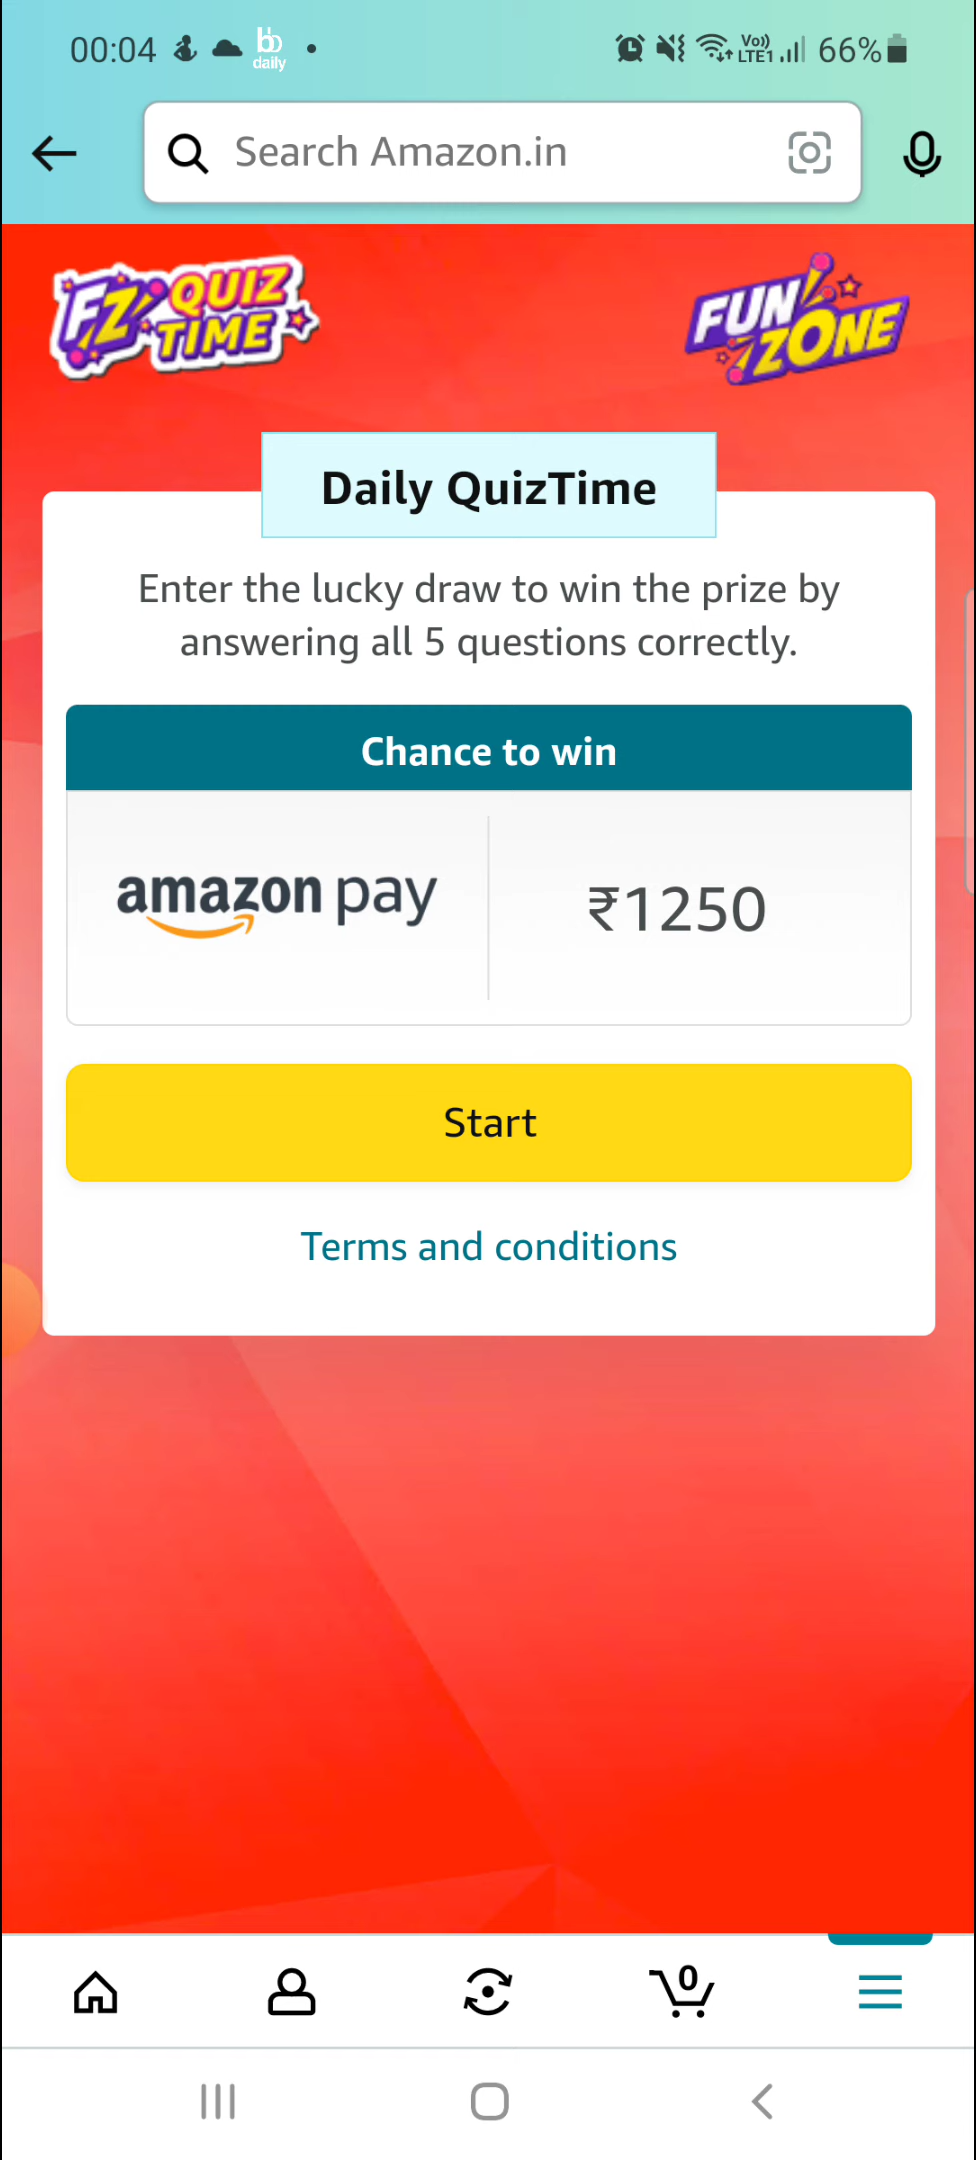 00:04
daily
Vo))
LTE1
66%
Search Amazon.in
FZ QUIZ
TIME
FUN
ZONE
Daily QuizTime
Enter the lucky draw to win the prize by
answering all 5 questions correctly.
Chance to win
amazon pay
₹1250
Start
Terms and conditions
0